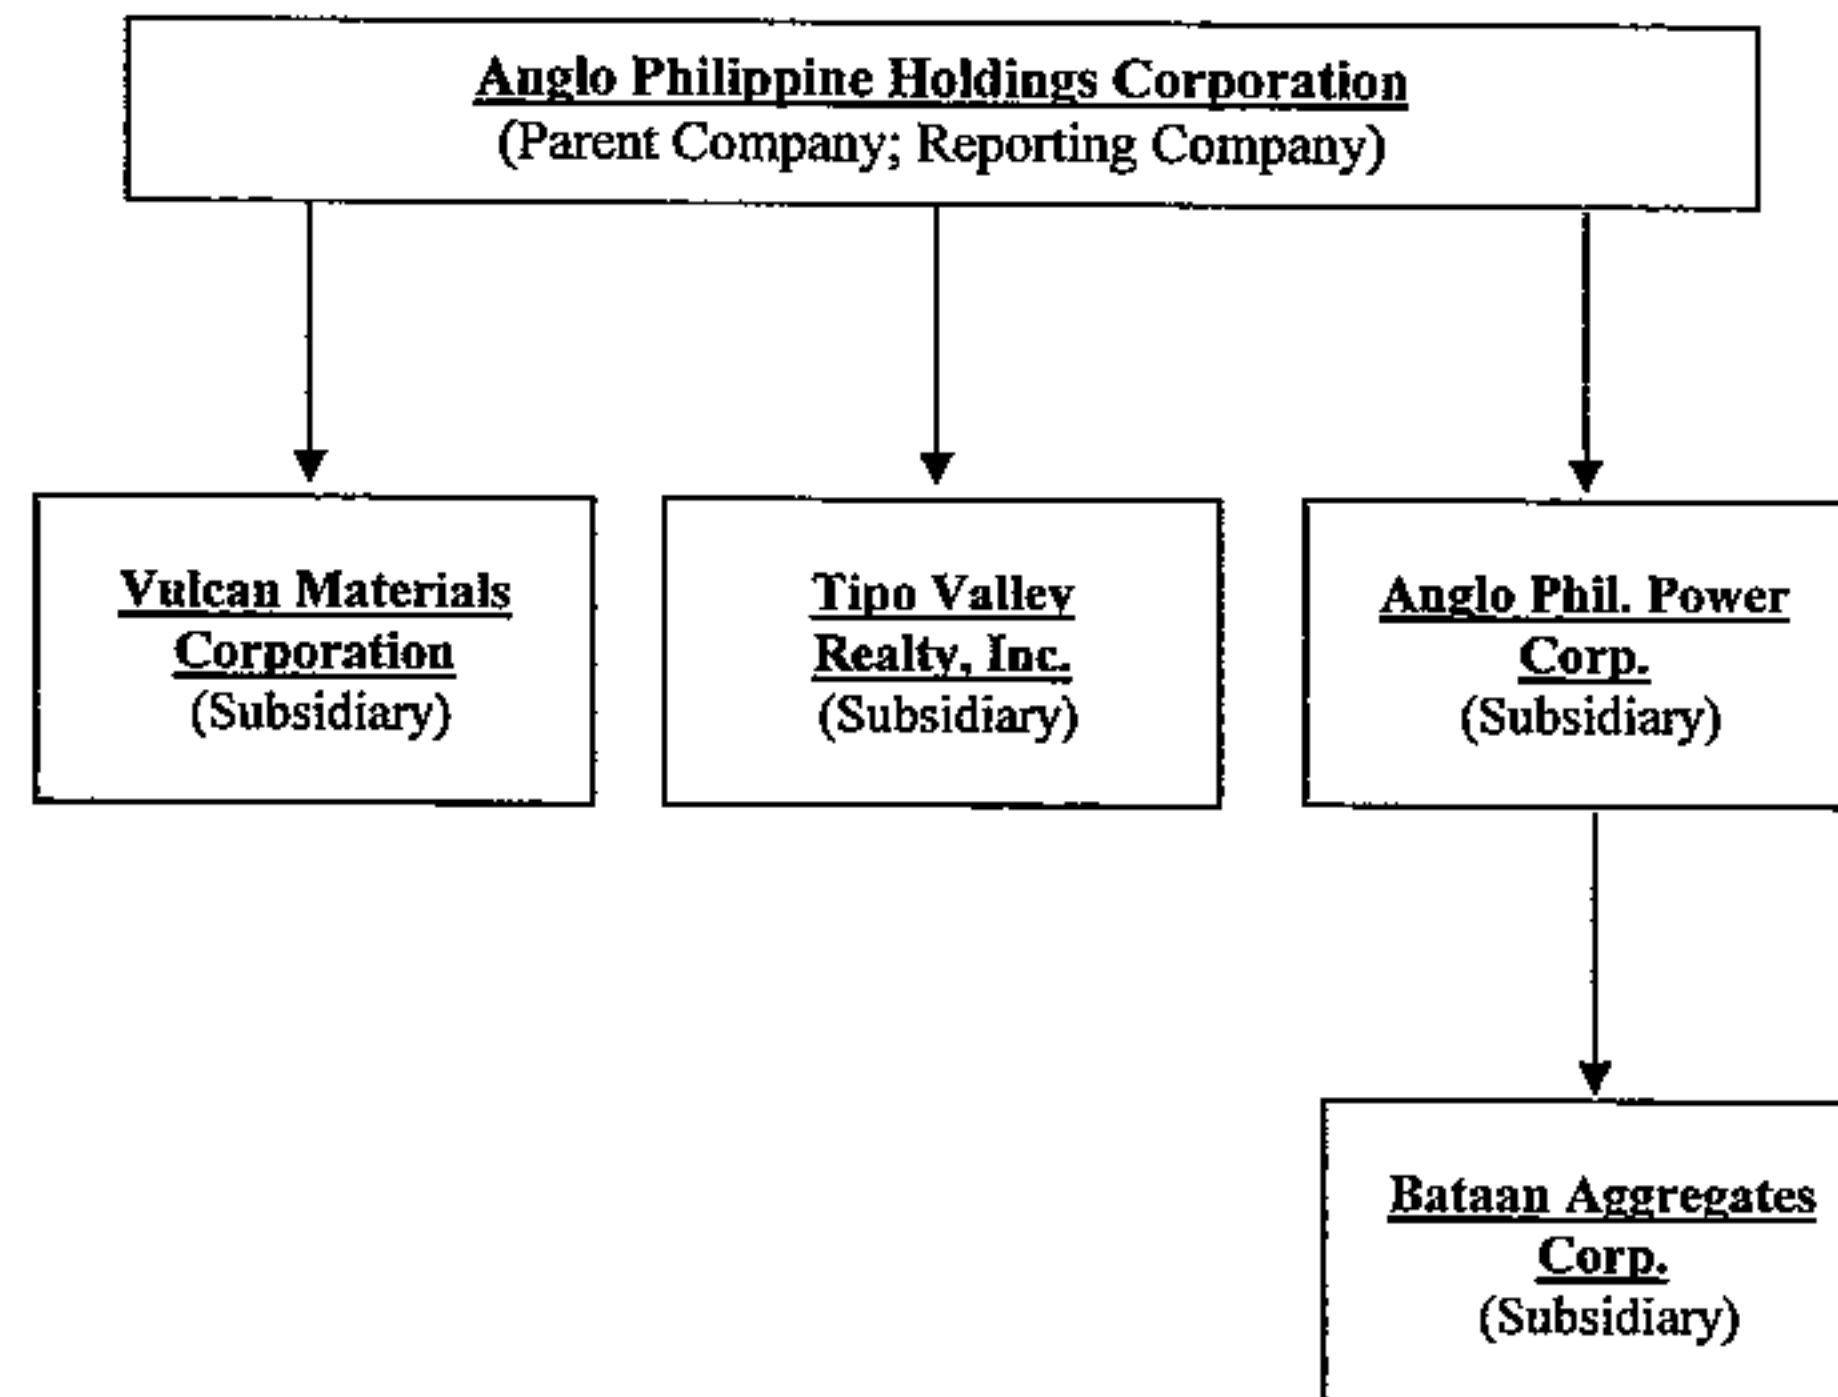 Anglo Philippine Holdings Corporation
(Parent Company; Reporting Company)
Vulcan Materials
Corporation
(Subsidiary)
Tipo Valley
Realty, Inc.
(Subsidiary)
Anglo Phil. Power
Corp.
(Subsidiary)
Bataan Aggregates
Corp.
(Subsidiary)